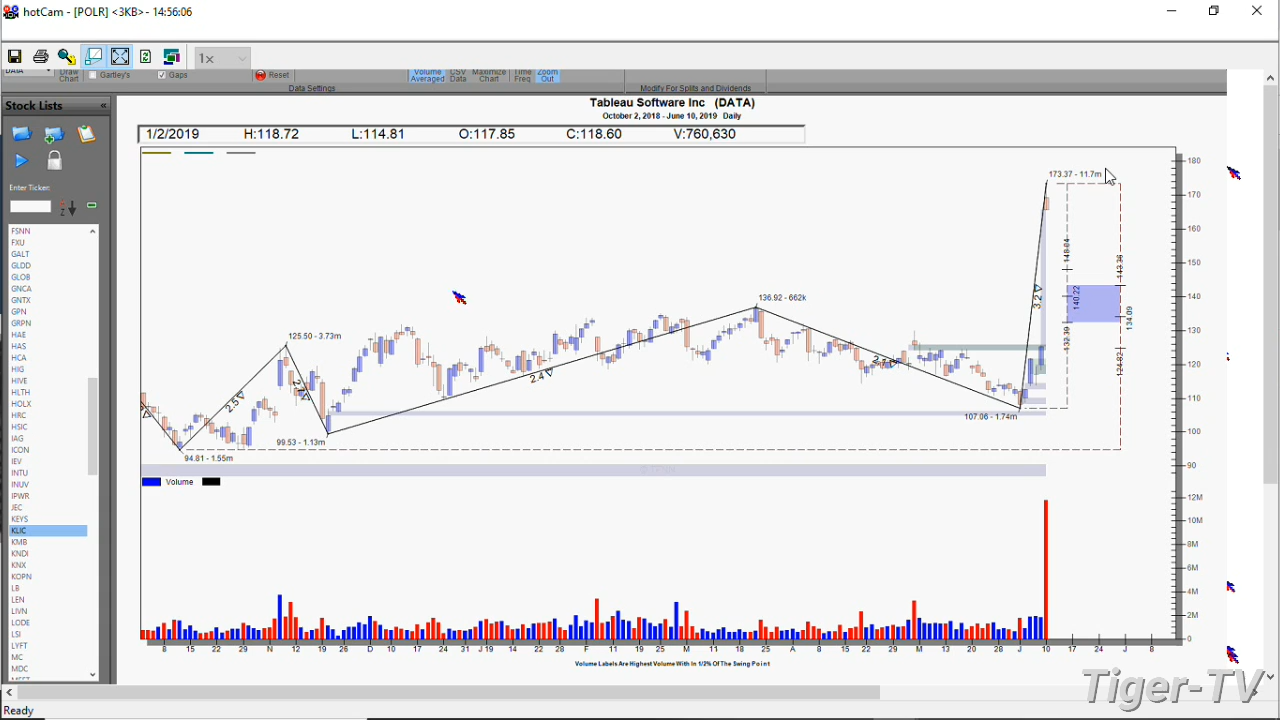 hotCam - [POLR] <3KB> - 14:56:06
1x
DATA Draw Chart Gartley's Gaps Reset Volume Averaged CSV Data Maximize Chart Time Freq Zoom Out
Data Settings Modify For Splits and Dividends
Stock Lists «
Enter Ticker:
FSNN
FXU
GALT
GLDD
GLOB
GNCA
GNTX
GPN
GRPN
HAE
HAS
HCA
HIG
HIVE
HLTH
HOLX
HRC
HSIC
IAG
ICON
IEV
INTU
INUV
IPWR
JEC
KEYS
KLIC
KMB
KNDI
KNX
KOPN
LB
LEN
LIVN
LODE
LSI
LYFT
MC
MDC
Tableau Software Inc (DATA)
October 2, 2018 - June 10, 2019 Daily
1/2/2019 H:118.72 L:114.81 O:117.85 C:118.60 V:760,630
173.37 - 11.7m
136.92 - 662k
125.50 - 3.73m
107.06 - 1.74m
99.53 - 1.13m
94.81 - 1.55m
2.5
2.4
3.2
140.22
134.09
132.39
180
170
160
150
140
130
120
110
100
90
Volume
12M
10M
8M
6M
4M
2M
0
8 15 22 29 N 12 19 26 D 10 17 24 31 J 19 14 22 28 F 11 19 25 M 11 18 25 A 8 15 22 29 M 13 20 28 J 10 17 24 J 8
Volume Labels Are Highest Volume With In 1/2% Of The Swing Point
Tiger-TV
Ready